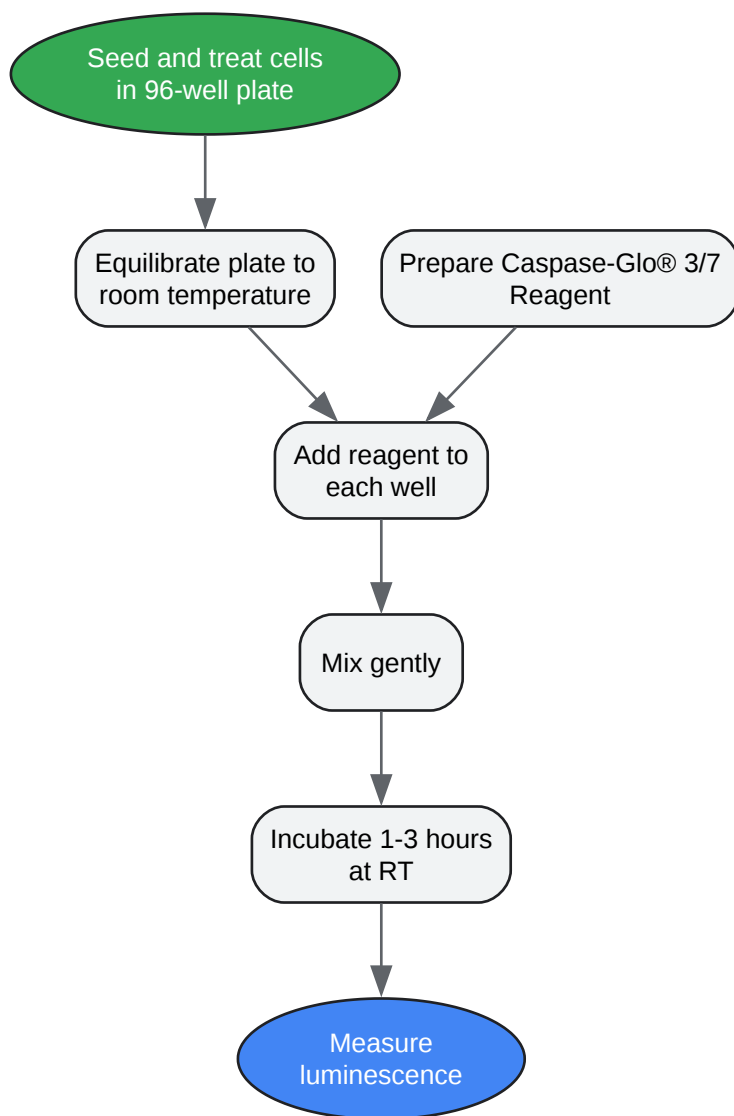 Seed and treat cells
in 96-well plate
Equilibrate plate to
room temperature
Prepare Caspase-Glo® 3/7
Reagent
Add reagent to
each well
Mix gently
Incubate 1-3 hours
at RT
Measure
luminescence